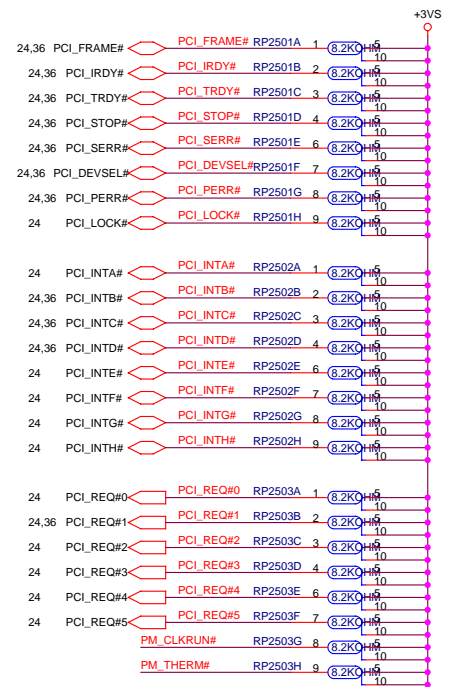 +3VS
24,36 PCI_FRAME# PCI_FRAME# RP2501A 1 8.2KOHM 5 10
24,36 PCI_IRDY# PCI_IRDY# RP2501B 2 8.2KOHM 5 10
24,36 PCI_TRDY# PCI_TRDY# RP2501C 3 8.2KOHM 5 10
24,36 PCI_STOP# PCI_STOP# RP2501D 4 8.2KOHM 5 10
24,36 PCI_SERR# PCI_SERR# RP2501E 6 8.2KOHM 5 10
24,36 PCI_DEVSEL# PCI_DEVSEL# RP2501F 7 8.2KOHM 5 10
24,36 PCI_PERR# PCI_PERR# RP2501G 8 8.2KOHM 5 10
24 PCI_LOCK# PCI_LOCK# RP2501H 9 8.2KOHM 5 10
24 PCI_INTA# PCI_INTA# RP2502A 1 8.2KOHM 5 10
24,36 PCI_INTB# PCI_INTB# RP2502B 2 8.2KOHM 5 10
24,36 PCI_INTC# PCI_INTC# RP2502C 3 8.2KOHM 5 10
24,36 PCI_INTD# PCI_INTD# RP2502D 4 8.2KOHM 5 10
24 PCI_INTE# PCI_INTE# RP2502E 6 8.2KOHM 5 10
24 PCI_INTF# PCI_INTF# RP2502F 7 8.2KOHM 5 10
24 PCI_INTG# PCI_INTG# RP2502G 8 8.2KOHM 5 10
24 PCI_INTH# PCI_INTH# RP2502H 9 8.2KOHM 5 10
24 PCI_REQ#0 PCI_REQ#0 RP2503A 1 8.2KOHM 5 10
24,36 PCI_REQ#1 PCI_REQ#1 RP2503B 2 8.2KOHM 5 10
24 PCI_REQ#2 PCI_REQ#2 RP2503C 3 8.2KOHM 5 10
24 PCI_REQ#3 PCI_REQ#3 RP2503D 4 8.2KOHM 5 10
24 PCI_REQ#4 PCI_REQ#4 RP2503E 6 8.2KOHM 5 10
24 PCI_REQ#5 PCI_REQ#5 RP2503F 7 8.2KOHM 5 10
PM_CLKRUN# RP2503G 8 8.2KOHM 5 10
PM_THERM# RP2503H 9 8.2KOHM 5 10